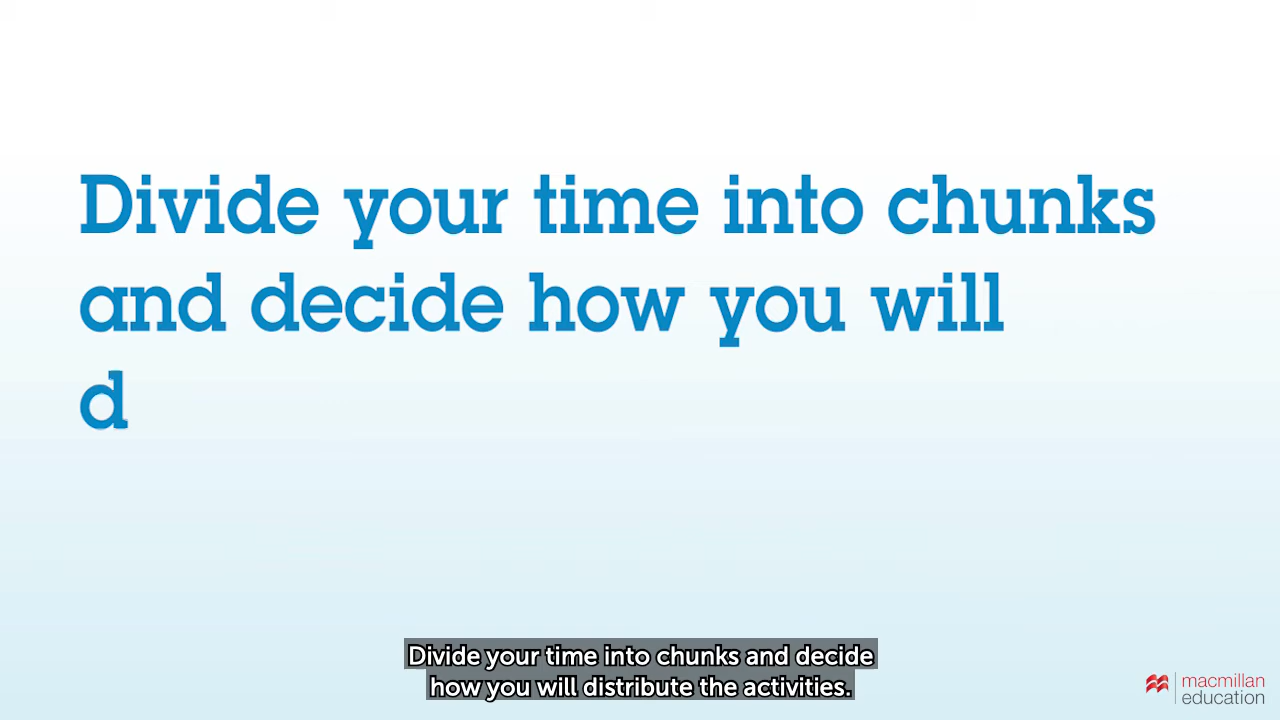 Divide your time into chunks
and decide how you will
d
Divide your time into chunks and decide
how you will distribute the activities.
macmillan
education